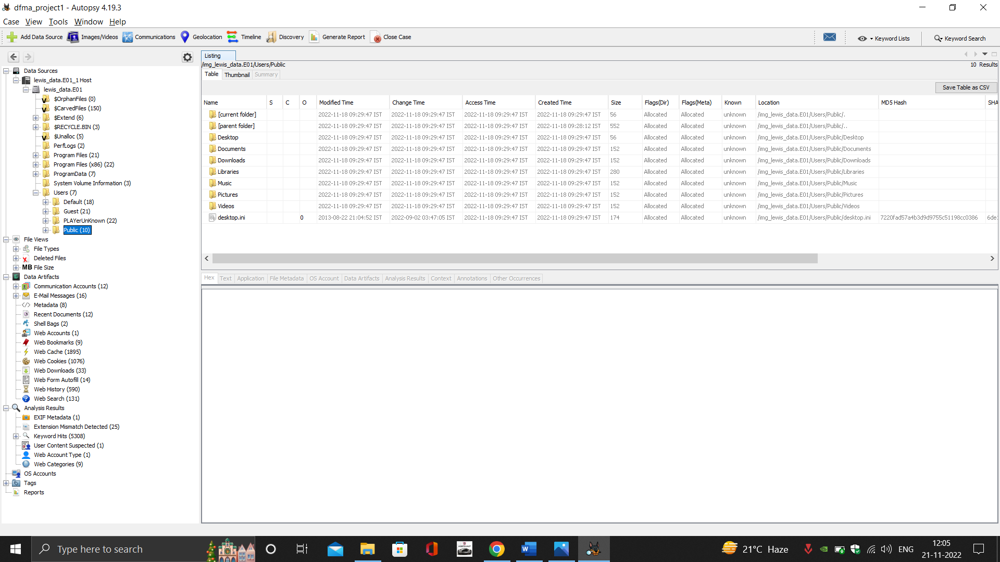 dfma_project1 - Autopsy 4.19.3
Case View Tools Window Help
Add Data Source Images/Videos Communications Geolocation Timeline Discovery Generate Report Close Case Keyword Lists Keyword Search
Listing
/img_lewis_data.E01/Users/Public 10 Results
Table Thumbnail Summary
Save Table as CSV
Name S C O Modified Time Change Time Access Time Created Time Size Flags(Dir) Flags(Meta) Known Location MD5 Hash SHA
[current folder] 2022-11-18 09:29:47 IST 2022-11-18 09:29:47 IST 2022-11-18 09:29:47 IST 2022-11-18 09:29:47 IST 56 Allocated Allocated unknown /img_lewis_data.E01/Users/Public/.
[parent folder] 2022-11-18 09:29:47 IST 2022-11-18 09:29:47 IST 2022-11-18 09:29:47 IST 2022-11-18 09:28:12 IST 552 Allocated Allocated unknown /img_lewis_data.E01/Users/Public/..
Desktop 2022-11-18 09:29:47 IST 2022-11-18 09:29:47 IST 2022-11-18 09:29:47 IST 2022-11-18 09:29:47 IST 56 Allocated Allocated unknown /img_lewis_data.E01/Users/Public/Desktop
Documents 2022-11-18 09:29:47 IST 2022-11-18 09:29:47 IST 2022-11-18 09:29:47 IST 2022-11-18 09:29:47 IST 152 Allocated Allocated unknown /img_lewis_data.E01/Users/Public/Documents
Downloads 2022-11-18 09:29:47 IST 2022-11-18 09:29:47 IST 2022-11-18 09:29:47 IST 2022-11-18 09:29:47 IST 152 Allocated Allocated unknown /img_lewis_data.E01/Users/Public/Downloads
Libraries 2022-11-18 09:29:47 IST 2022-11-18 09:29:47 IST 2022-11-18 09:29:47 IST 2022-11-18 09:29:47 IST 280 Allocated Allocated unknown /img_lewis_data.E01/Users/Public/Libraries
Music 2022-11-18 09:29:47 IST 2022-11-18 09:29:47 IST 2022-11-18 09:29:47 IST 2022-11-18 09:29:47 IST 152 Allocated Allocated unknown /img_lewis_data.E01/Users/Public/Music
Pictures 2022-11-18 09:29:47 IST 2022-11-18 09:29:47 IST 2022-11-18 09:29:47 IST 2022-11-18 09:29:47 IST 152 Allocated Allocated unknown /img_lewis_data.E01/Users/Public/Pictures
Videos 2022-11-18 09:29:47 IST 2022-11-18 09:29:47 IST 2022-11-18 09:29:47 IST 2022-11-18 09:29:47 IST 152 Allocated Allocated unknown /img_lewis_data.E01/Users/Public/Videos
desktop.ini 0 2013-08-22 21:04:52 IST 2022-09-02 03:47:05 IST 2022-11-18 09:29:47 IST 2022-11-18 09:29:47 IST 174 Allocated Allocated unknown /img_lewis_data.E01/Users/Public/desktop.ini 7220fad57a4b3d9d9755c51198cc0386 6de
Hex Text Application File Metadata OS Account Data Artifacts Analysis Results Context Annotations Other Occurrences
Data Sources
lewis_data.E01_1 Host
lewis_data.E01
$OrphanFiles (0)
$CarvedFiles (150)
$Extend (6)
$RECYCLE.BIN (3)
$Unalloc (5)
PerfLogs (2)
Program Files (21)
Program Files (x86) (22)
ProgramData (7)
System Volume Information (3)
Users (7)
Default (18)
Guest (21)
PLAYerUnKnown (22)
Public (10)
File Views
File Types
Deleted Files
MB File Size
Data Artifacts
Communication Accounts (12)
E-Mail Messages (16)
Metadata (8)
Recent Documents (12)
Shell Bags (2)
Web Accounts (1)
Web Bookmarks (9)
Web Cache (1895)
Web Cookies (1076)
Web Downloads (33)
Web Form Autofill (14)
Web History (590)
Web Search (131)
Analysis Results
EXIF Metadata (1)
Extension Mismatch Detected (25)
Keyword Hits (5308)
User Content Suspected (1)
Web Account Type (1)
Web Categories (9)
OS Accounts
Tags
Reports
Type here to search
21°C Haze
ENG
12:05
21-11-2022